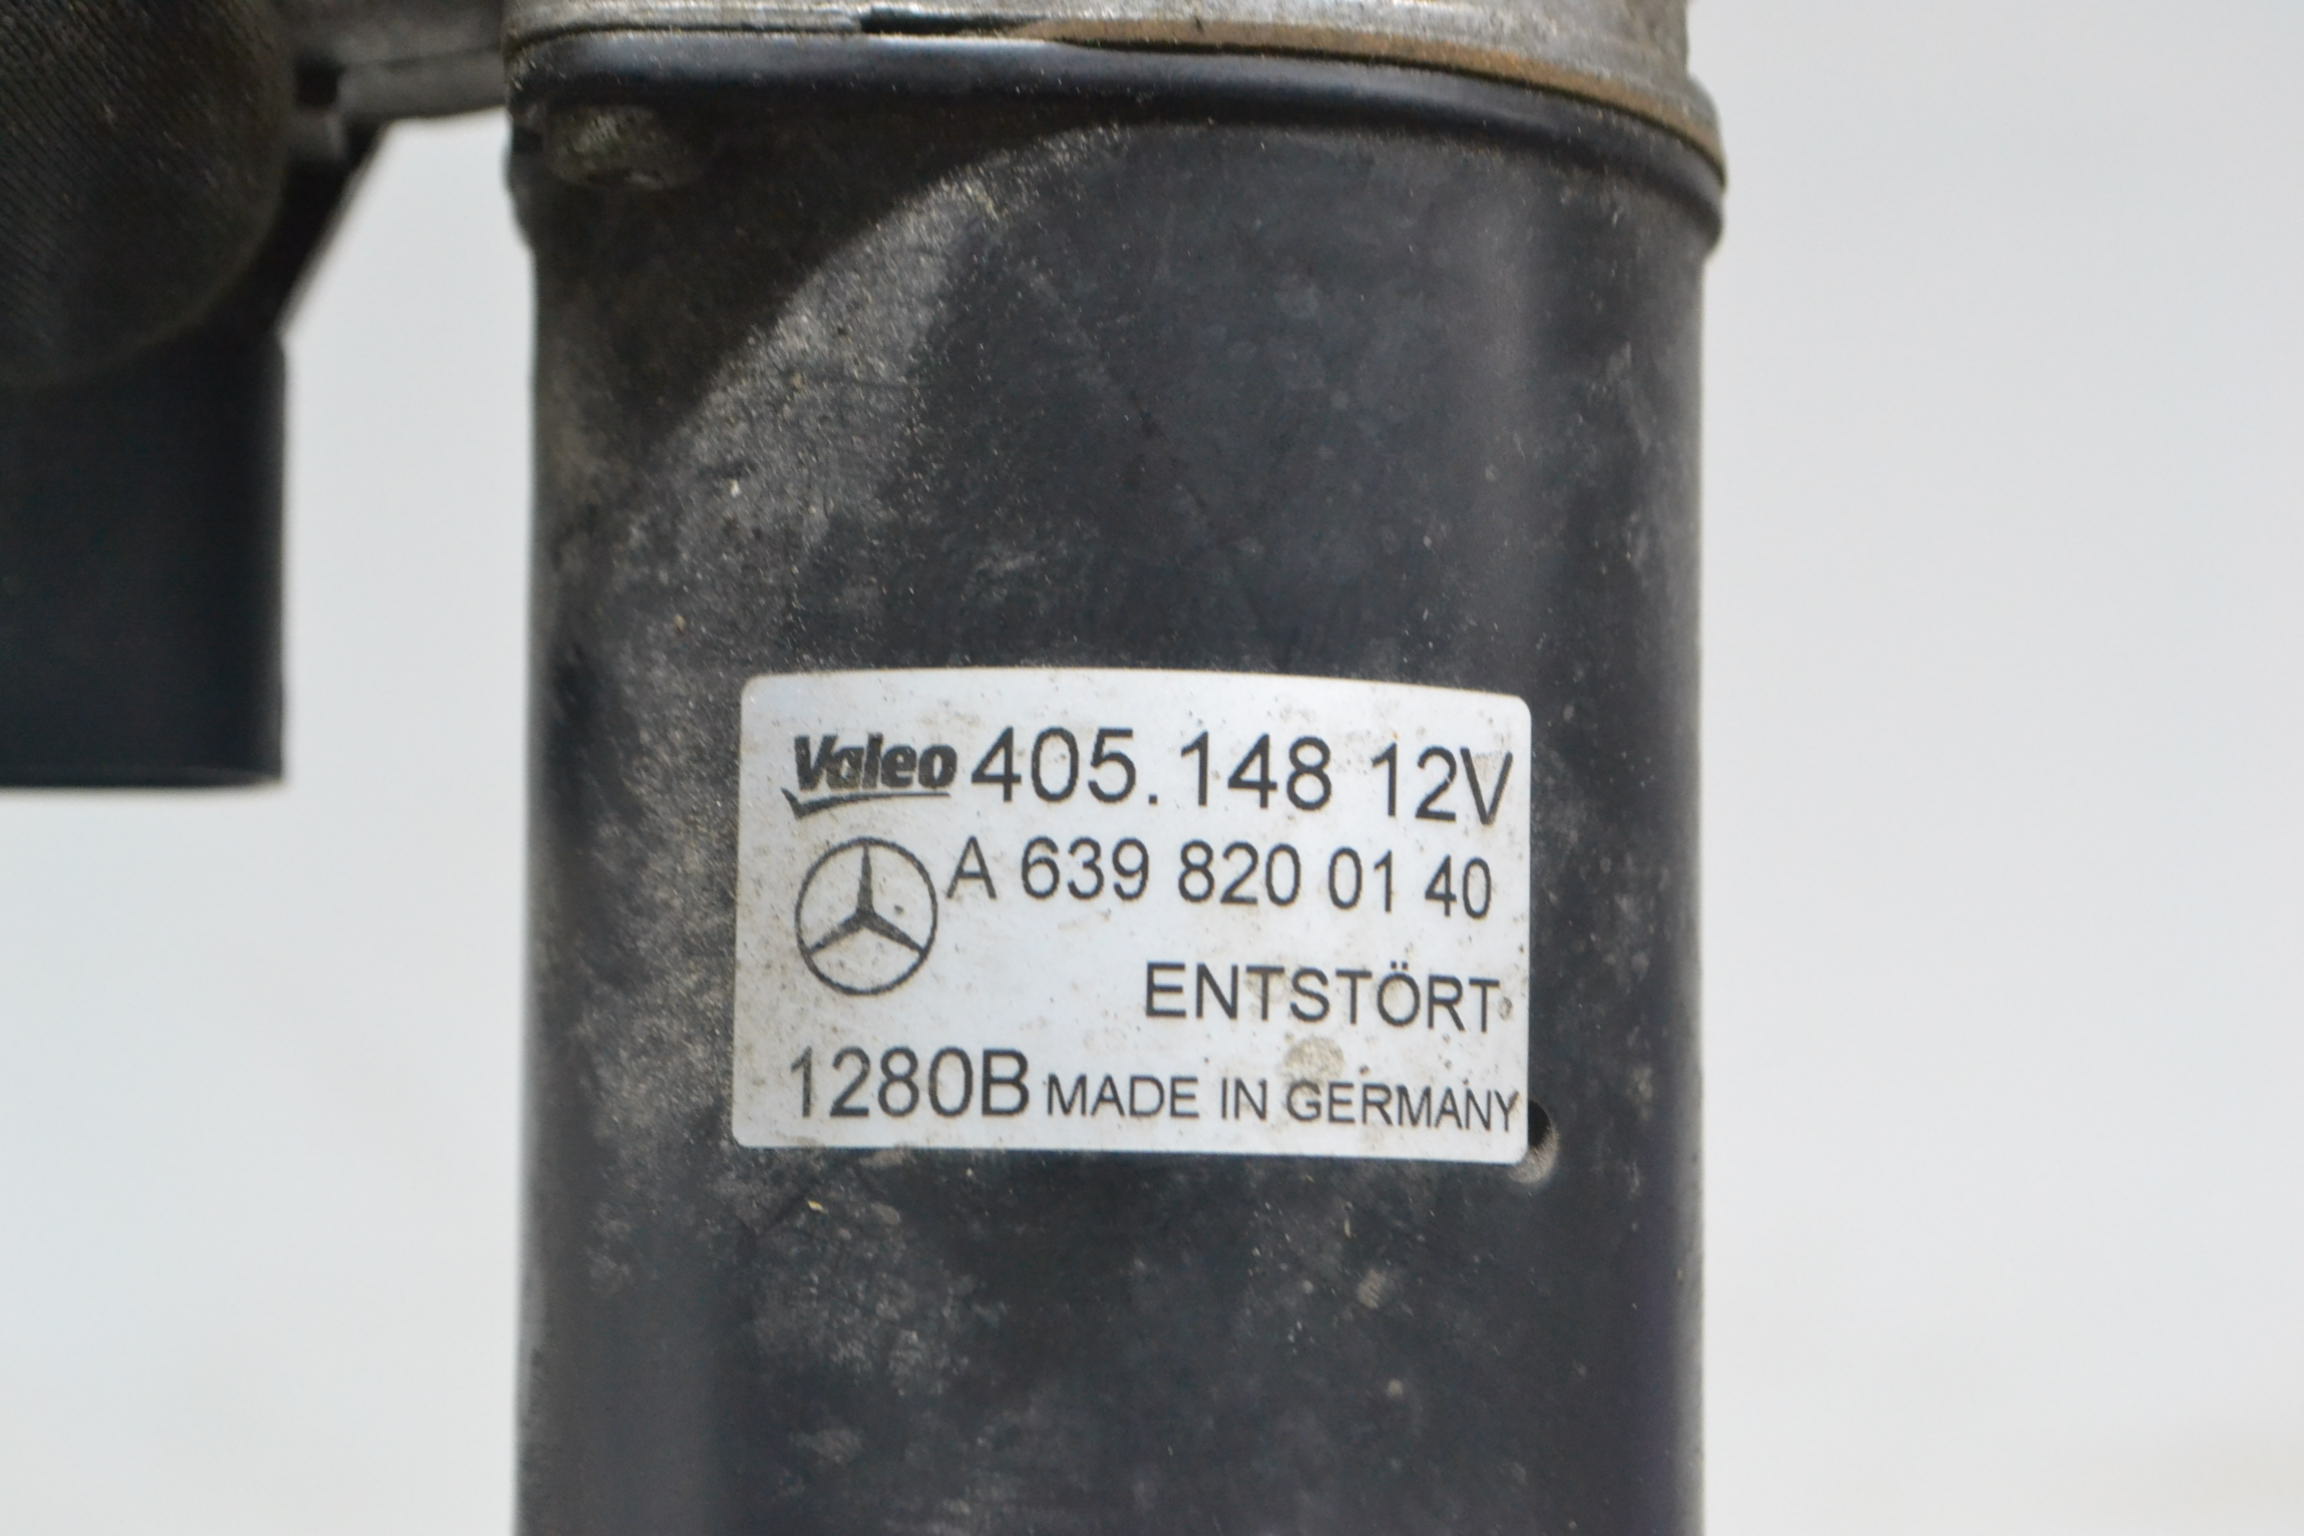 Valeo 405.148 12V
A 639 820 01 40
ENTSTÖRT
1280B MADE IN GERMANY